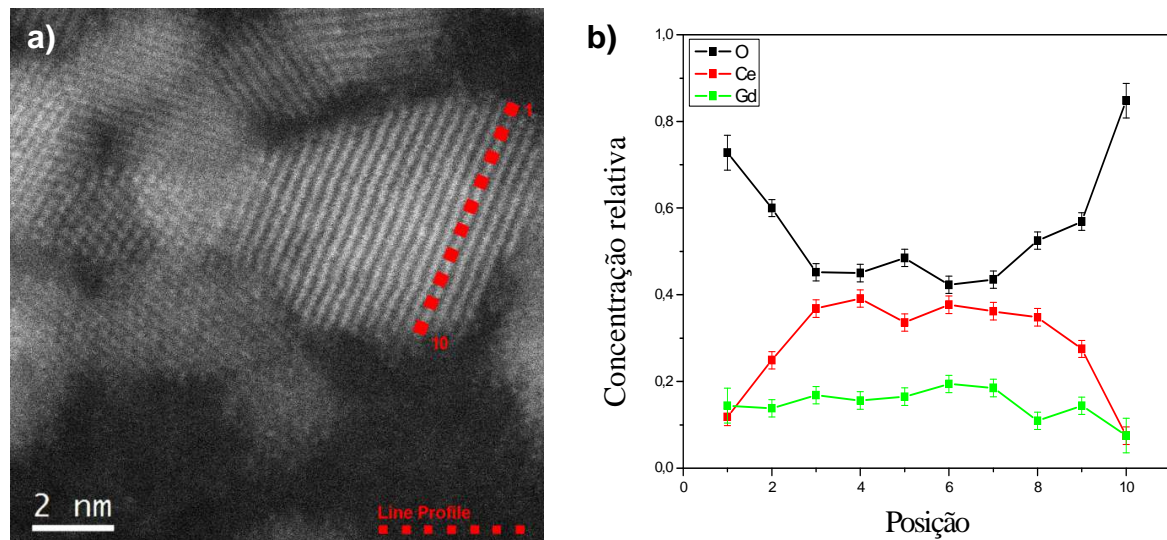 a)
1
10
2 nm
Line Profile
b)
O
Ce
Gd
1,0
0,8
0,6
0,4
0,2
0,0
Concentração relativa
0
2
4
6
8
10
Posição